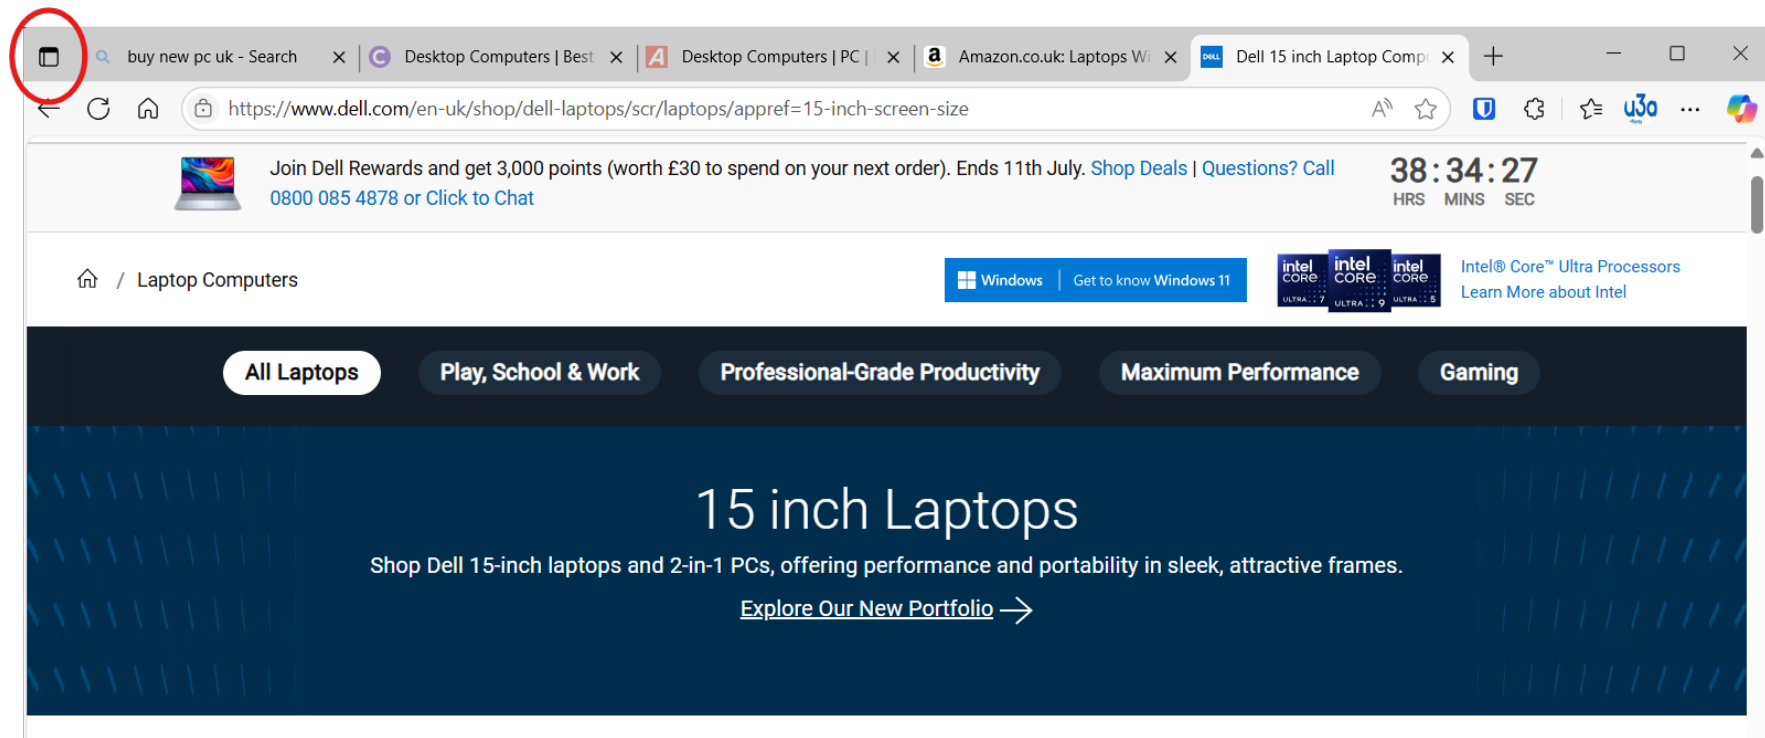 buy new pc uk - Search
Desktop Computers | Best
Desktop Computers | PC |
Amazon.co.uk: Laptops Wi
DELL
Dell 15 inch Laptop Comp
https://www.dell.com/en-uk/shop/dell-laptops/scr/laptops/appref=15-inch-screen-size
u3a
Join Dell Rewards and get 3,000 points (worth £30 to spend on your next order). Ends 11th July. Shop Deals | Questions? Call
0800 085 4878 or Click to Chat
38 : 34 : 27
HRS MINS SEC
/ Laptop Computers
Windows | Get to know Windows 11
intel CORE ULTRA 7
intel CORE ULTRA 9
intel CORE ULTRA 5
Intel® Core™ Ultra Processors
Learn More about Intel
All Laptops
Play, School & Work
Professional-Grade Productivity
Maximum Performance
Gaming
15 inch Laptops
Shop Dell 15-inch laptops and 2-in-1 PCs, offering performance and portability in sleek, attractive frames.
Explore Our New Portfolio